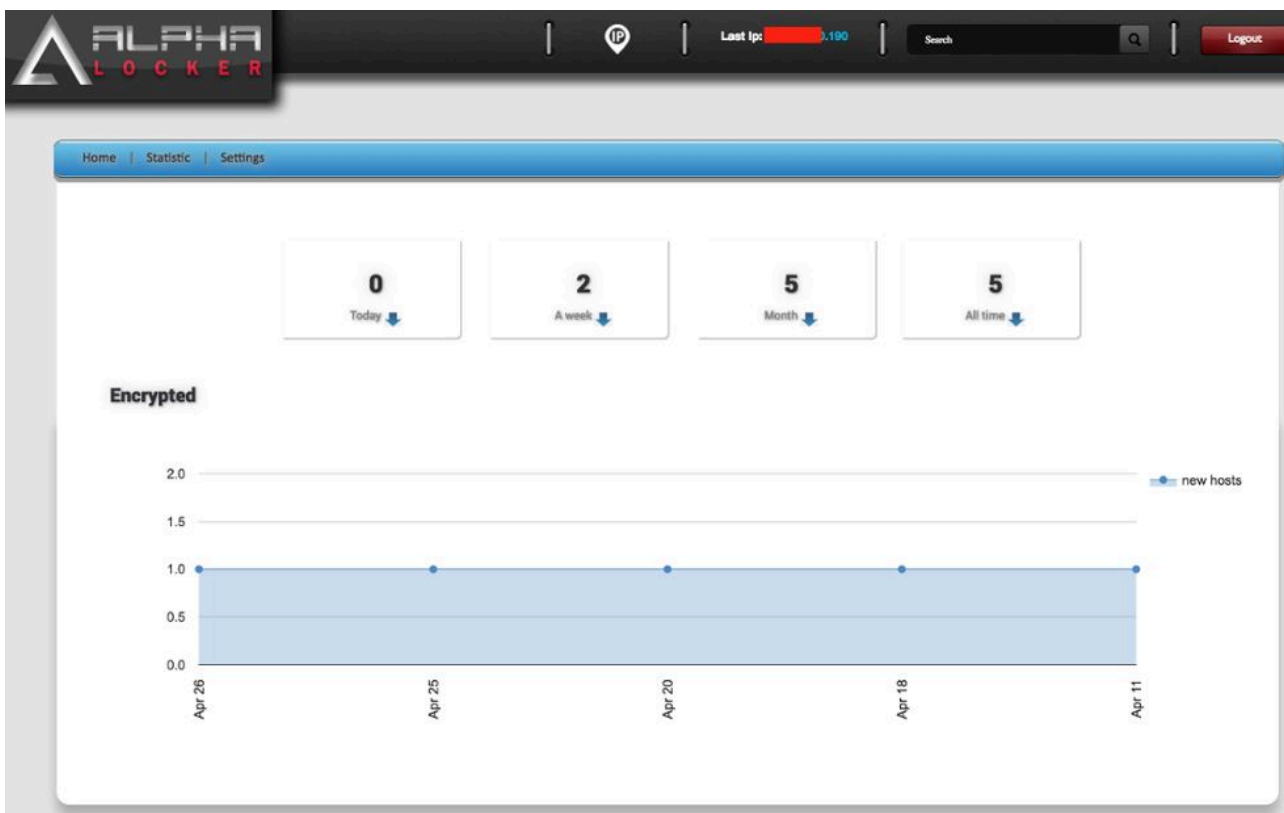 ALPHA
LOCKER
Last Ip: 0.190
Search
Logout
Home | Statistic | Settings
0
Today
2
A week
5
Month
5
All time
Encrypted
2.0
1.5
1.0
0.5
0.0
new hosts
Apr 26
Apr 25
Apr 20
Apr 18
Apr 11
IP